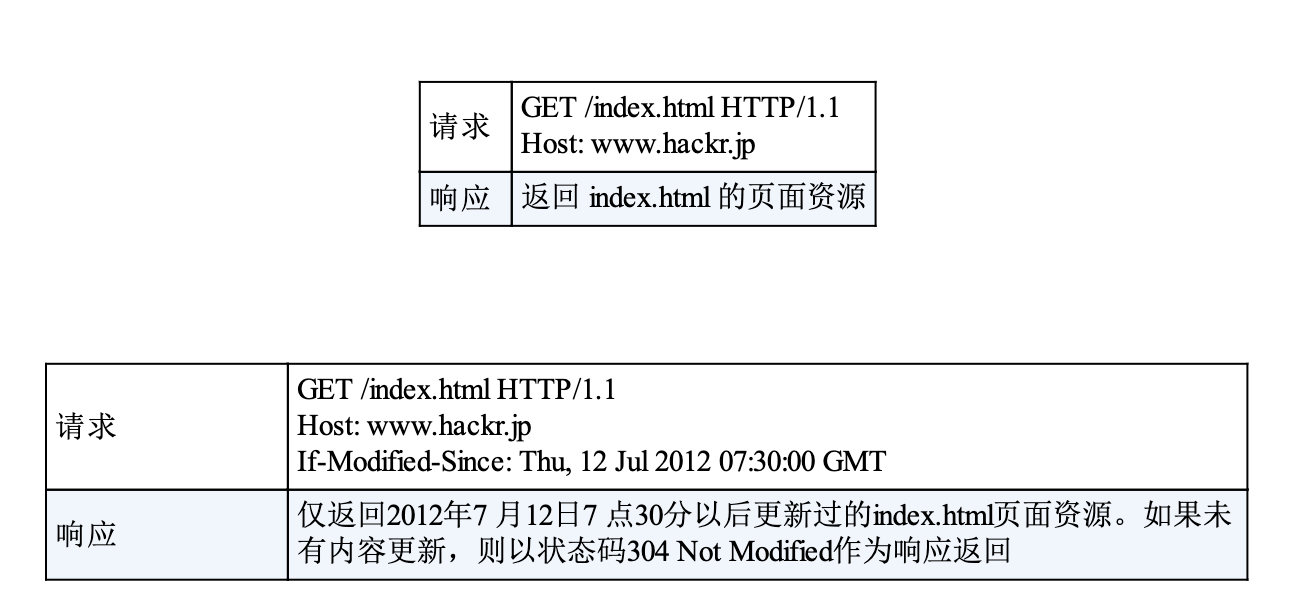 请求
GET /index.html HTTP/1.1
Host: www.hackr.jp
响应
返回 index.html 的页面资源
请求
GET /index.html HTTP/1.1
Host: www.hackr.jp
If-Modified-Since: Thu, 12 Jul 2012 07:30:00 GMT
响应
仅返回2012年7 月12日7 点30分以后更新过的index.html页面资源。如果未
有内容更新，则以状态码304 Not Modified作为响应返回